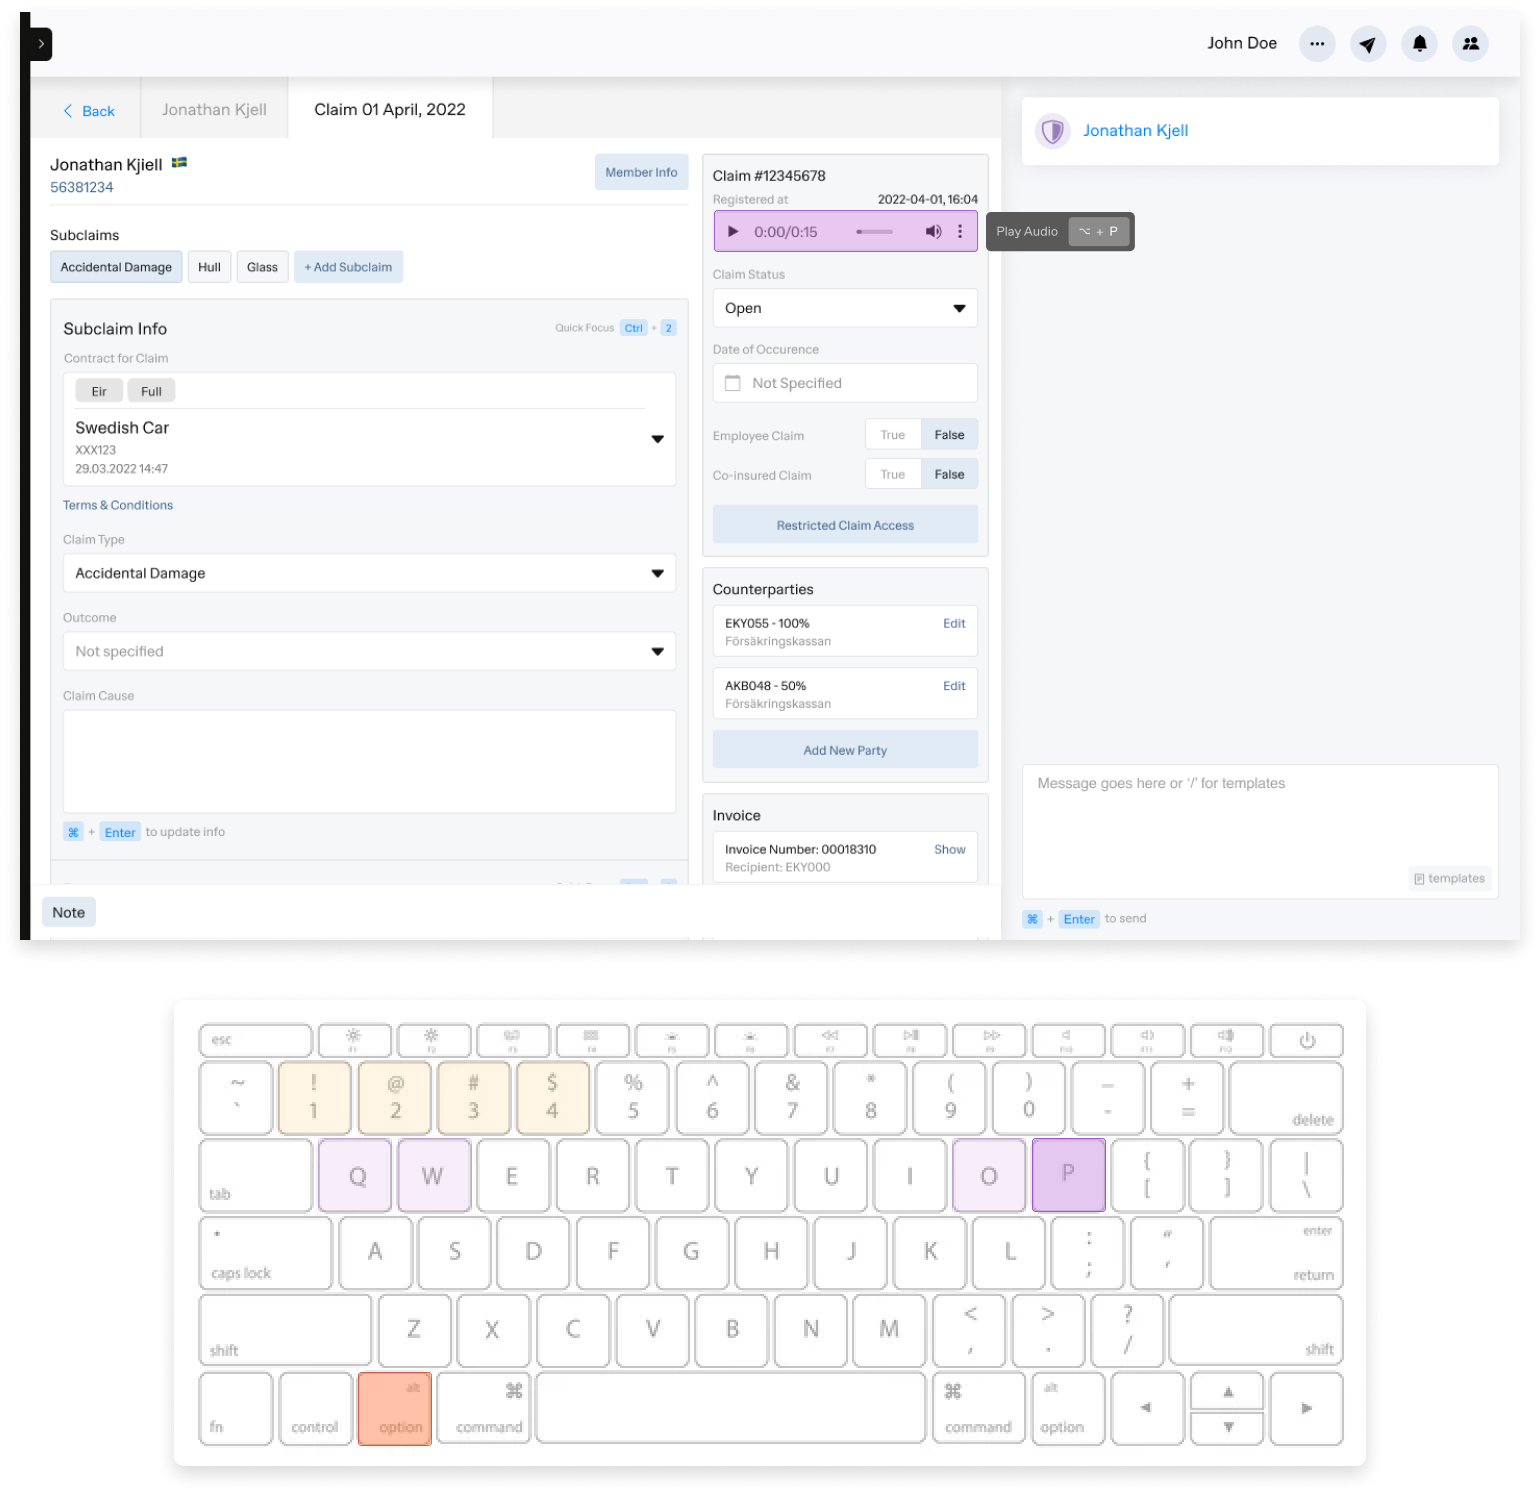 John Doe
Back
Jonathan Kjell
Claim 01 April, 2022
Jonathan Kjell
Jonathan Kjiell
56381234
Member Info
Subclaims
Accidental Damage
Hull
Glass
+ Add Subclaim
Subclaim Info
Quick Focus Ctrl + 2
Contract for Claim
Eir
Full
Swedish Car
XXX123
29.03.2022 14:47
Terms & Conditions
Claim Type
Accidental Damage
Outcome
Not specified
Claim Cause
⌘ + Enter to update info
Note
Claim #12345678
Registered at 2022-04-01, 16:04
0:00/0:15
Play Audio ⌥ + P
Claim Status
Open
Date of Occurence
Not Specified
Employee Claim True False
Co-insured Claim True False
Restricted Claim Access
Counterparties
EKY055 - 100% Edit
Försäkringskassan
AKB048 - 50% Edit
Försäkringskassan
Add New Party
Invoice
Invoice Number: 00018310 Show
Recipient: EKY000
Message goes here or ‘/’ for templates
templates
⌘ + Enter to send
esc F1 F2 F3 F4 F5 F6 F7 F8 F9 F10 F11 F12
~ ! @ # $ % ^ & * ( ) _ +
` 1 2 3 4 5 6 7 8 9 0 - = delete
tab Q W E R T Y U I O P { [ } ] | \
caps lock A S D F G H J K L : ; " ' enter return
shift Z X C V B N M < , > . ? / shift
fn control alt option ⌘ command ⌘ command alt option